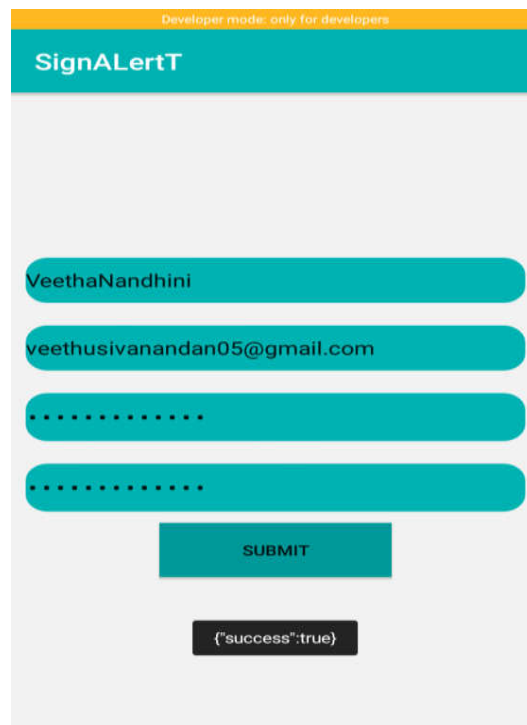 Developer mode: only for developers
SignALertT
VeethaNandhini
veethusivanandan05@gmail.com
•••••••••••••
•••••••••••••
SUBMIT
{"success":true}